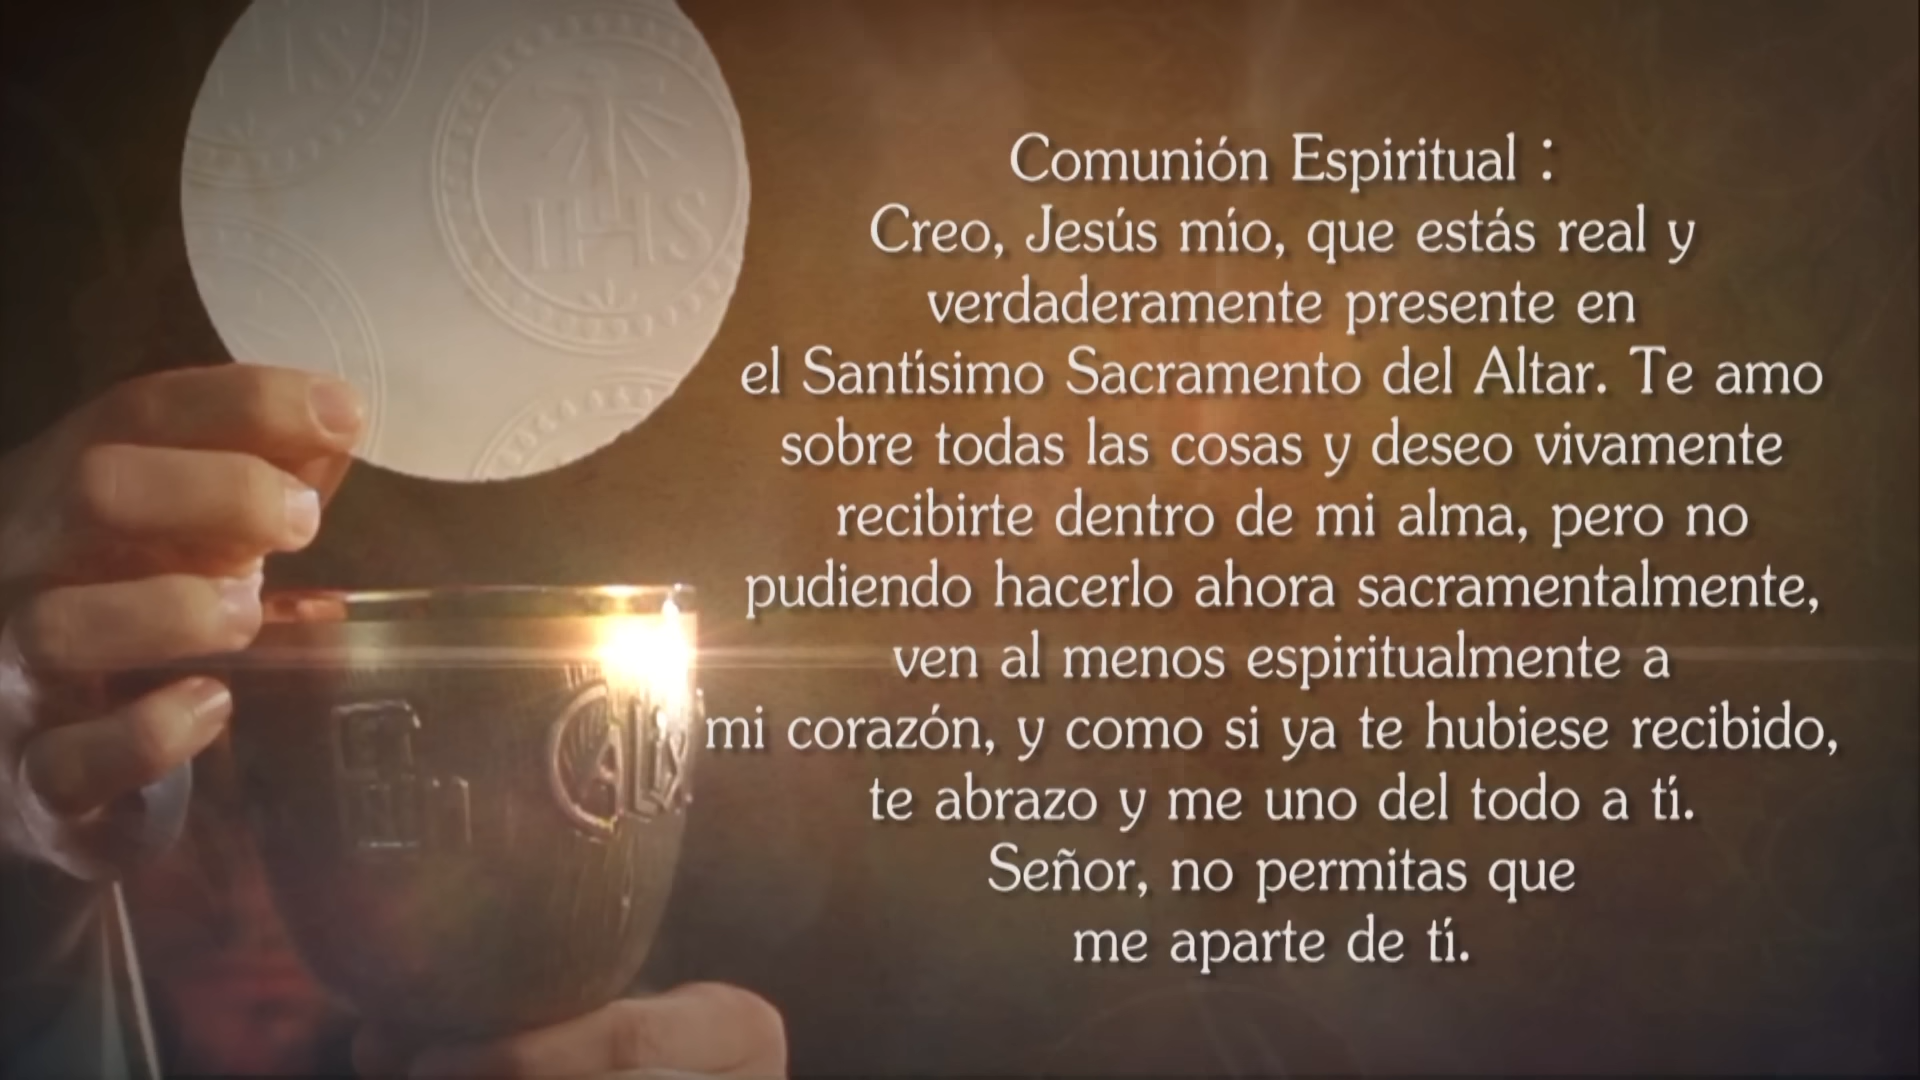 IHS
CALIX
Comunión Espiritual :
Creo, Jesús mío, que estás real y
verdaderamente presente en
el Santísimo Sacramento del Altar. Te amo
sobre todas las cosas y deseo vivamente
recibirte dentro de mi alma, pero no
pudiendo hacerlo ahora sacramentalmente,
ven al menos espiritualmente a
mi corazón, y como si ya te hubiese recibido,
te abrazo y me uno del todo a tí.
Señor, no permitas que
me aparte de tí.